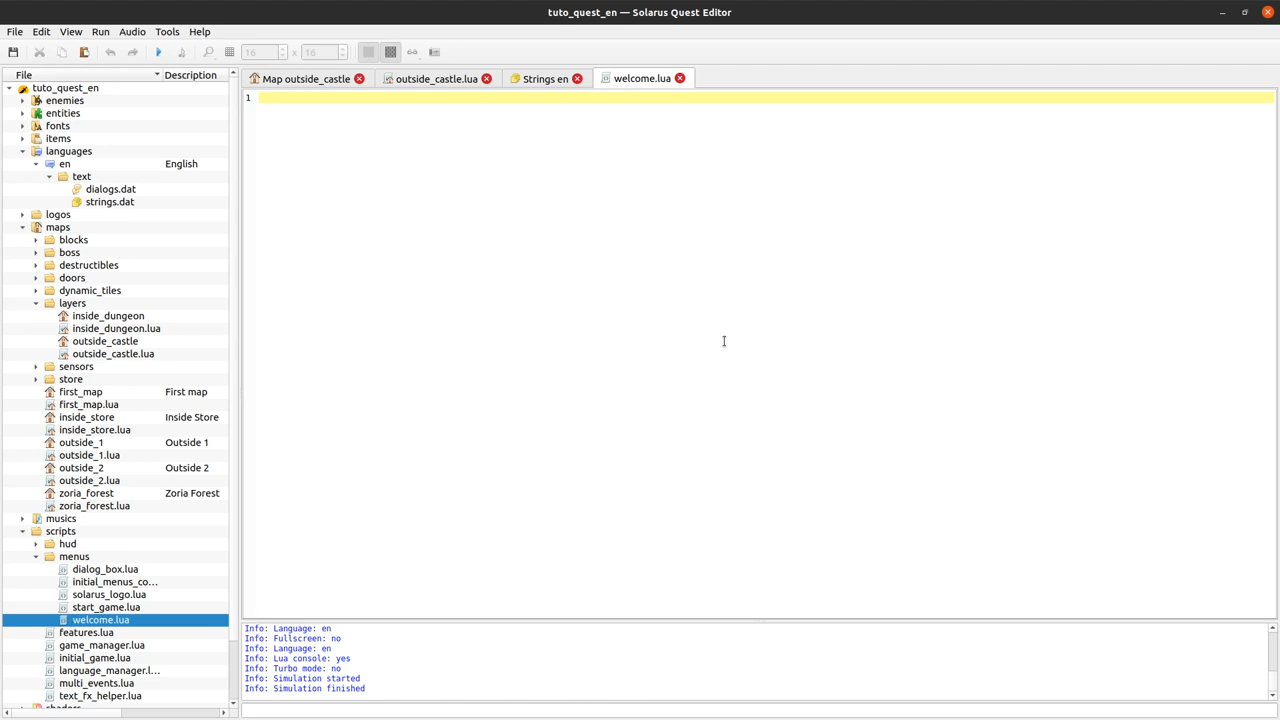 tuto_quest_en — Solarus Quest Editor
File Edit View Run Audio Tools Help
16 x 16
File Description
Map outside_castle
outside_castle.lua
Strings en
welcome.lua
1
tuto_quest_en
enemies
entities
fonts
items
languages
en English
text
dialogs.dat
strings.dat
logos
maps
blocks
boss
destructibles
doors
dynamic_tiles
layers
inside_dungeon
inside_dungeon.lua
outside_castle
outside_castle.lua
sensors
store
first_map First map
first_map.lua
inside_store Inside Store
inside_store.lua
outside_1 Outside 1
outside_1.lua
outside_2 Outside 2
outside_2.lua
zoria_forest Zoria Forest
zoria_forest.lua
musics
scripts
hud
menus
dialog_box.lua
initial_menus_co...
solarus_logo.lua
start_game.lua
welcome.lua
features.lua
game_manager.lua
initial_game.lua
language_manager.l...
multi_events.lua
text_fx_helper.lua
Info: Language: en
Info: Fullscreen: no
Info: Language: en
Info: Lua console: yes
Info: Turbo mode: no
Info: Simulation started
Info: Simulation finished